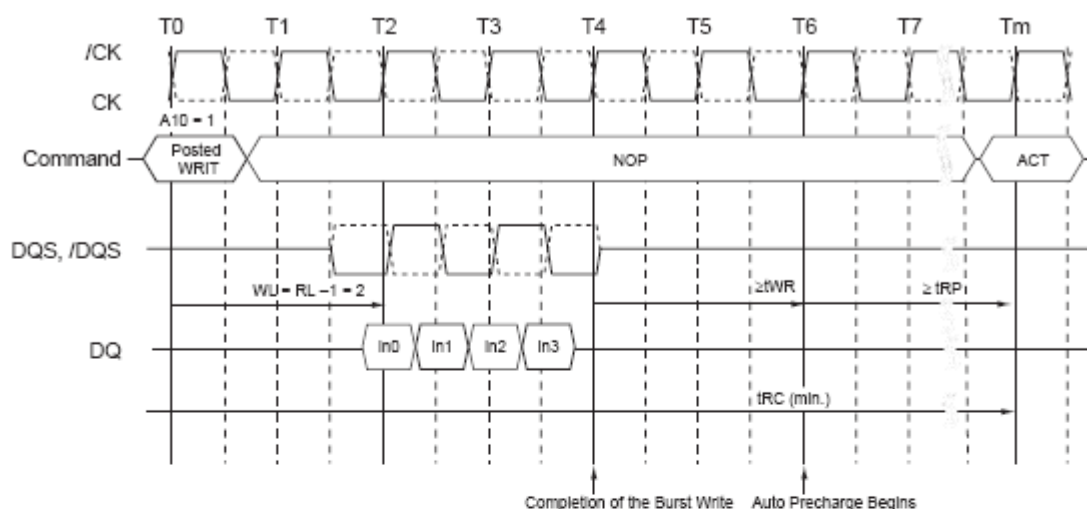 T0 T1 T2 T3 T4 T5 T6 T7 Tm
/CK
CK
A10 = 1
Command Posted WRIT NOP ACT
DQS, /DQS
WL = RL –1 = 2 ≥tWR ≥ tRP
DQ In0 In1 In2 In3
tRC (min.)
Completion of the Burst Write Auto Precharge Begins